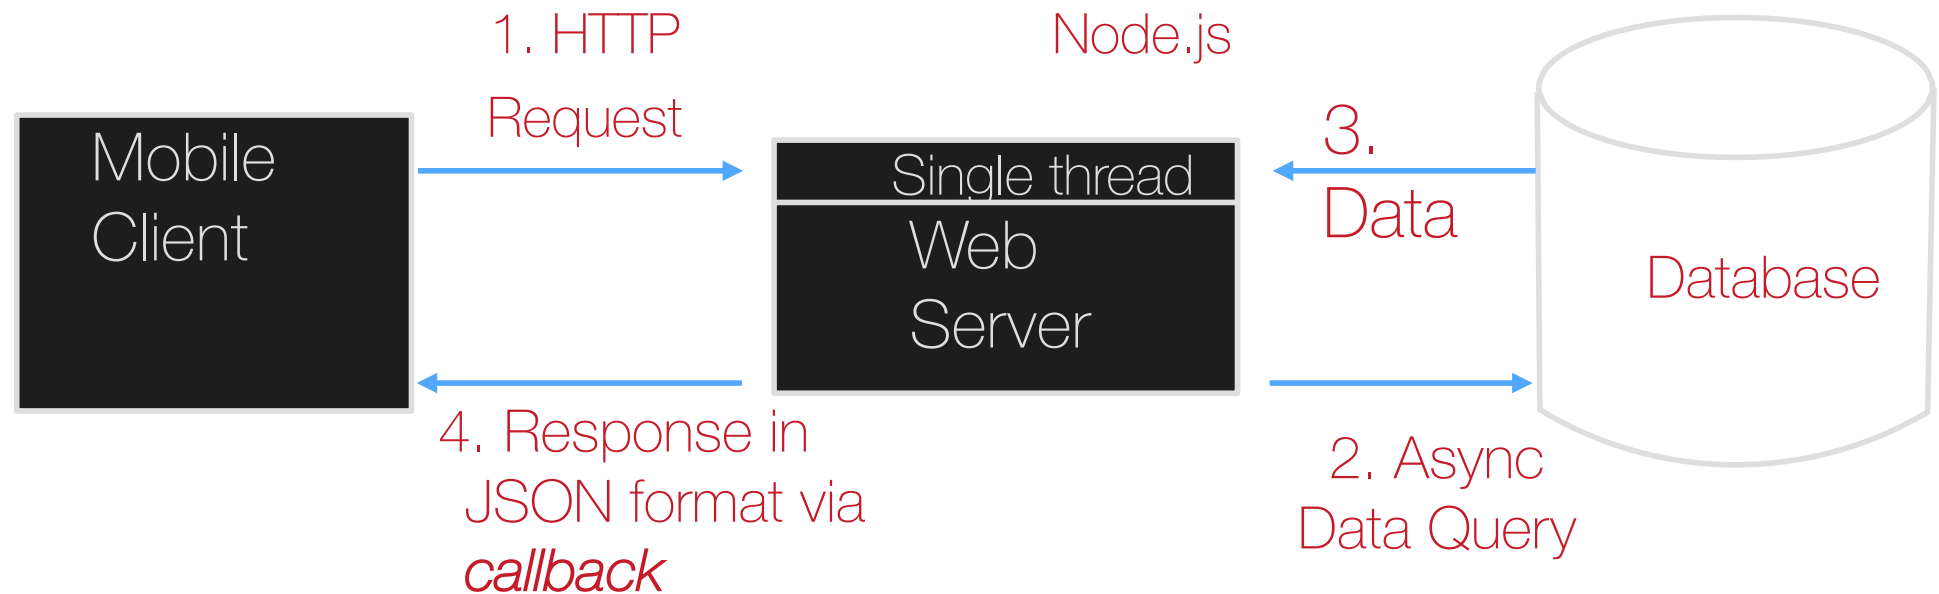 1. HTTP
Request
Node.js
Mobile
Client
Single thread
Web
Server
3.
Data
Database
4. Response in
JSON format via
callback
2. Async
Data Query